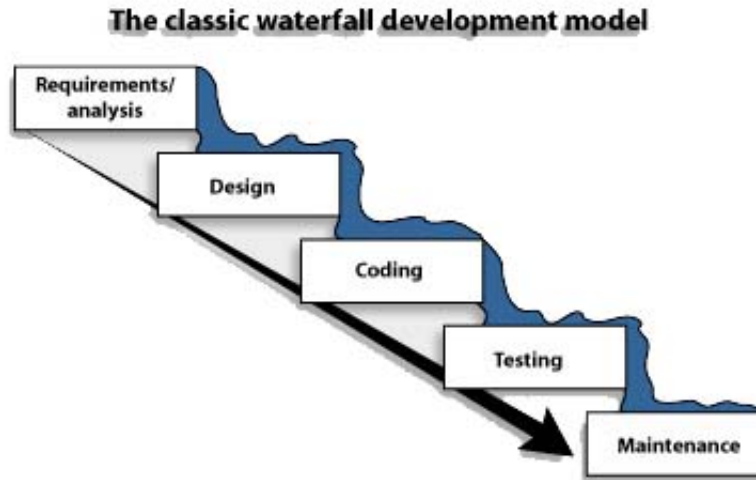 The classic waterfall development model
Requirements/
analysis
Design
Coding
Testing
Maintenance